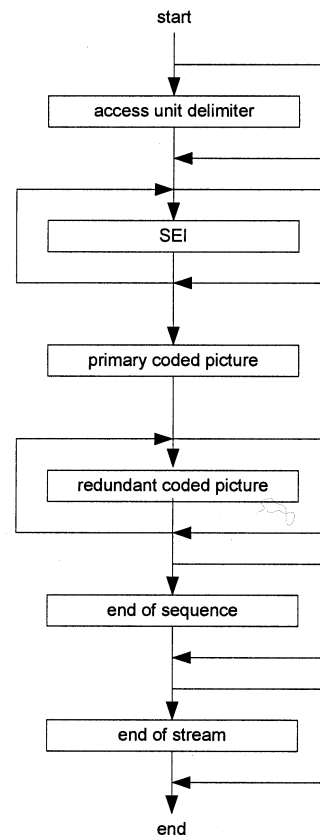 start
access unit delimiter
SEI
primary coded picture
redundant coded picture
end of sequence
end of stream
end